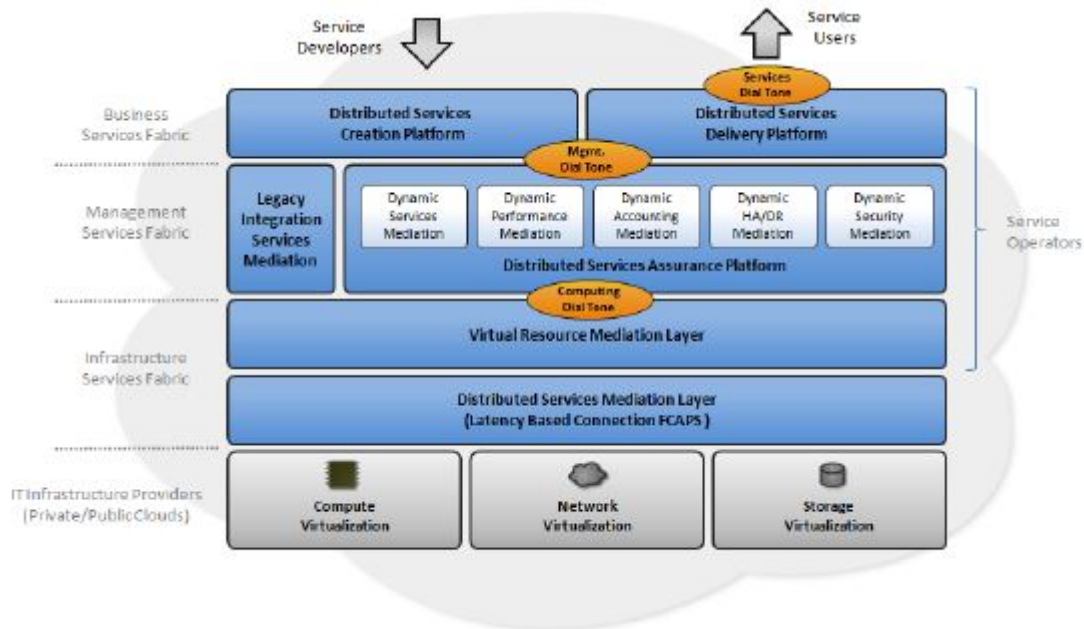 Service
Developers
Service
Users
Services
Dial Tone
Business
Services Fabric
Distributed Services
Creation Platform
Distributed Services
Delivery Platform
Mgmt.
Dial Tone
Management
Services Fabric
Legacy
Integration
Services
Mediation
Dynamic
Services
Mediation
Dynamic
Performance
Mediation
Dynamic
Accounting
Mediation
Dynamic
HA/DR
Mediation
Dynamic
Security
Mediation
Distributed Services Assurance Platform
Service
Operators
Computing
Dial Tone
Virtual Resource Mediation Layer
Infrastructure
Services Fabric
Distributed Services Mediation Layer
(Latency Based Connection FCAPS)
IT Infrastructure Providers
(Private/Public Clouds)
Compute
Virtualization
Network
Virtualization
Storage
Virtualization